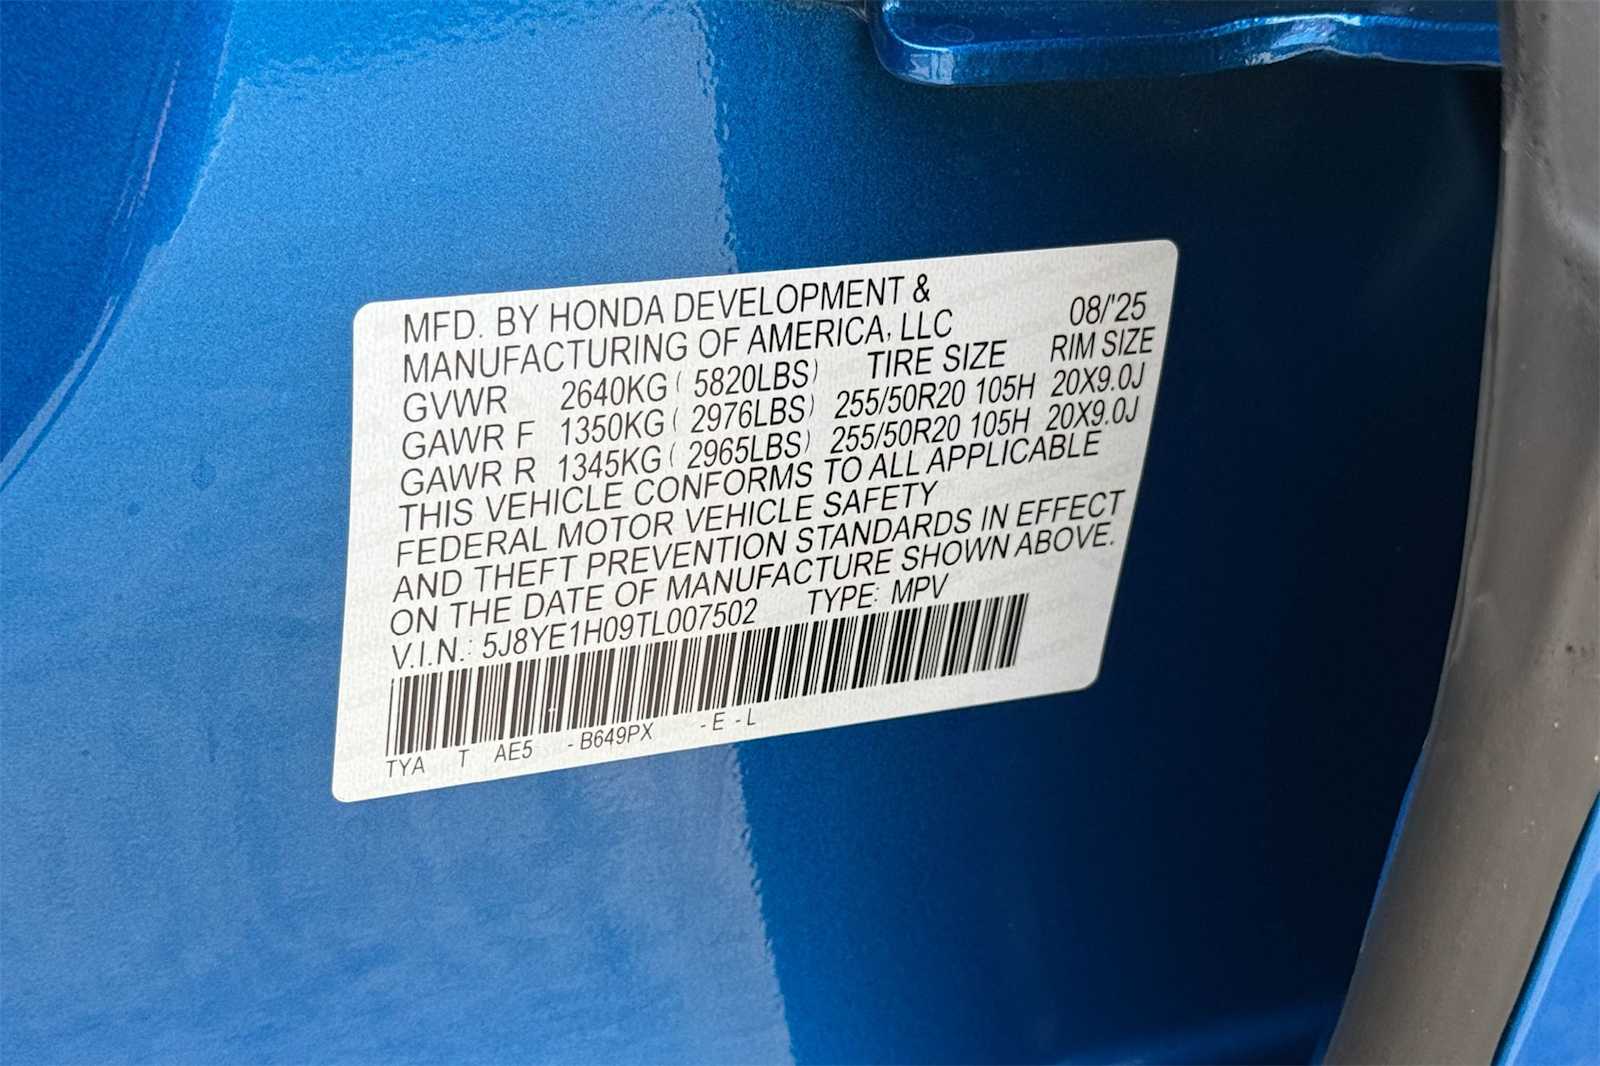 MFD. BY HONDA DEVELOPMENT &
MANUFACTURING OF AMERICA, LLC 08/'25
GVWR 2640KG ( 5820LBS) TIRE SIZE RIM SIZE
GAWR F 1350KG ( 2976LBS) 255/50R20 105H 20X9.0J
GAWR R 1345KG ( 2965LBS) 255/50R20 105H 20X9.0J
THIS VEHICLE CONFORMS TO ALL APPLICABLE
FEDERAL MOTOR VEHICLE SAFETY
AND THEFT PREVENTION STANDARDS IN EFFECT
ON THE DATE OF MANUFACTURE SHOWN ABOVE.
V.I.N.: 5J8YE1H09TL007502 TYPE: MPV
TYA T AE5 -B649PX -E -L